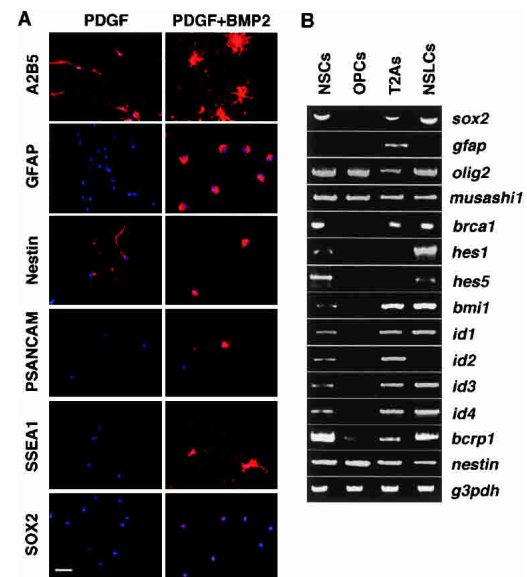 A
PDGF
PDGF+BMP2
A2B5
GFAP
Nestin
PSANCAM
SSEA1
SOX2
B
NSCs
OPCs
T2As
NSLCs
sox2
gfap
olig2
musashi1
brca1
hes1
hes5
bmi1
id1
id2
id3
id4
bcrp1
nestin
g3pdh